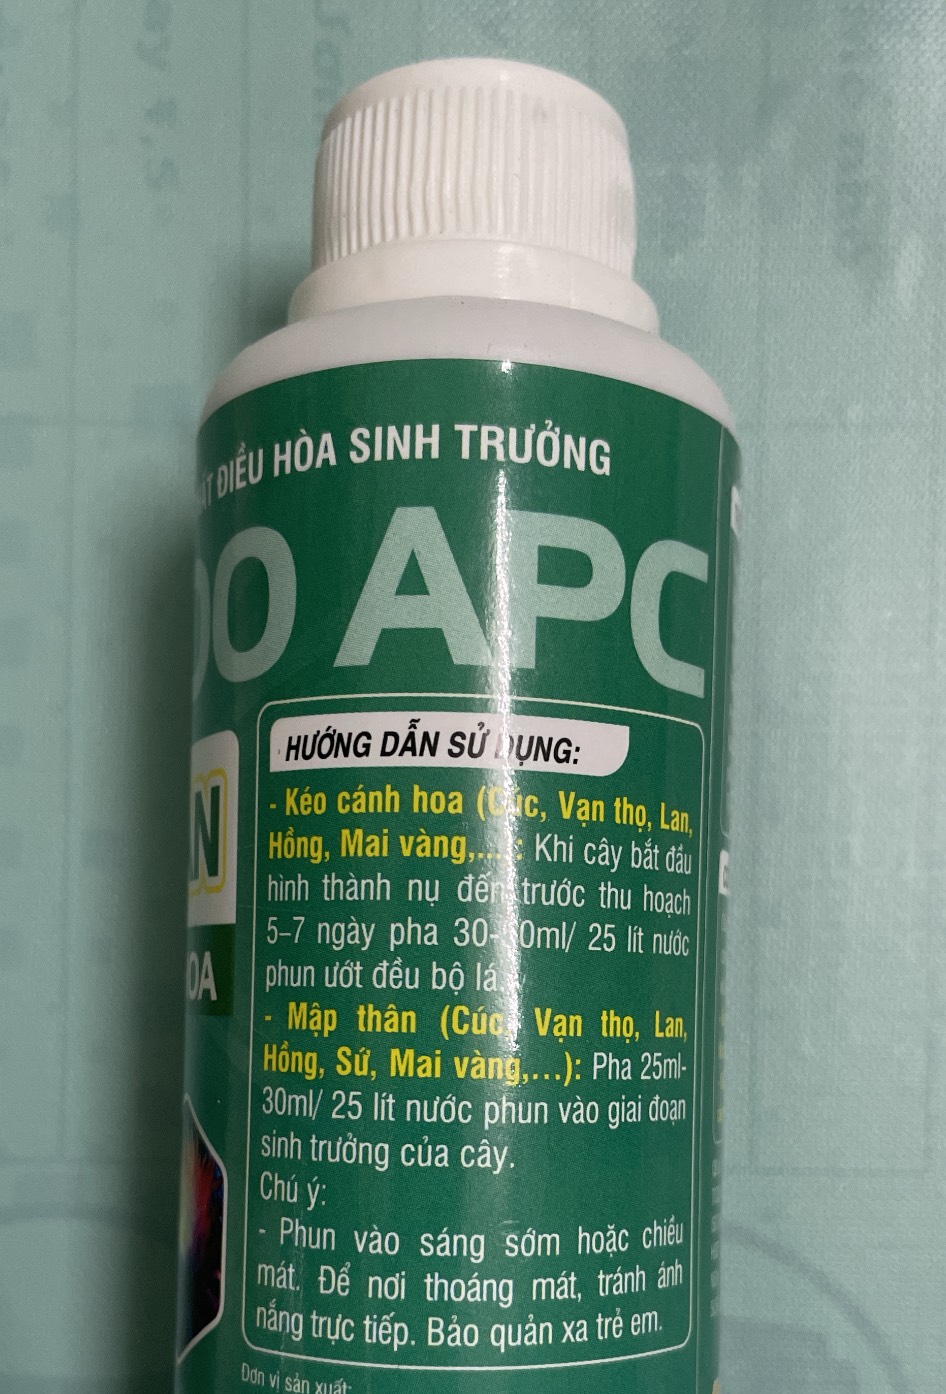 ĐIỀU HÒA SINH TRƯỞNG
APC
HƯỚNG DẪN SỬ DỤNG:
- Kéo cánh hoa (Cúc, Vạn thọ, Lan,
Hồng, Mai vàng,...: Khi cây bắt đầu
hình thành nụ đến trước thu hoạch
5-7 ngày pha 30- 25 lít nước
phun ướt đều bộ lá.
- Mập thân (Cúc, Vạn thọ, Lan,
Hồng, Sứ, Mai vàng,...): Pha 25ml-
30ml/ 25 lít nước phun vào giai đoạn
sinh trưởng của cây.
Chú ý:
- Phun vào sáng sớm hoặc chiều
mát. Để nơi thoáng mát, tránh ánh
nắng trực tiếp. Bảo quản xa trẻ em.
Đơn vị sản xuất: